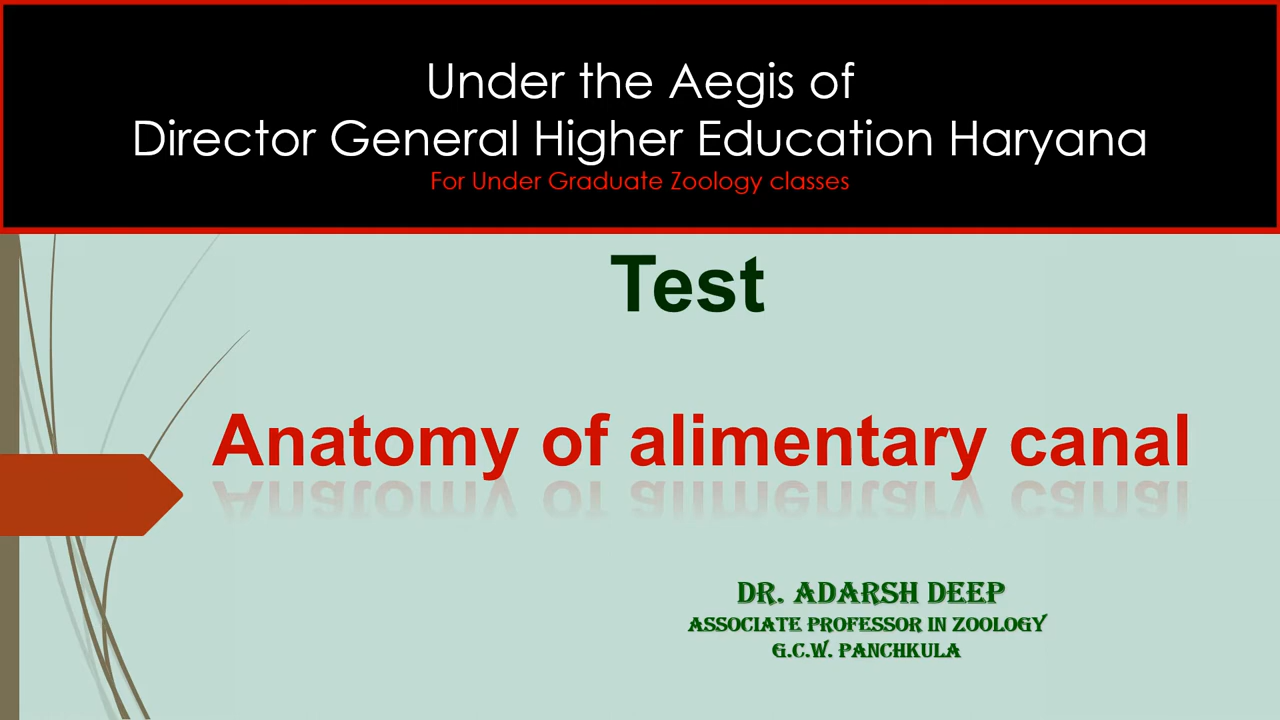 Under the Aegis of
Director General Higher Education Haryana
For Under Graduate Zoology classes
Test
Anatomy of alimentary canal
DR. ADARSH DEEP
ASSOCIATE PROFESSOR IN ZOOLOGY
G.C.W. PANCHKULA